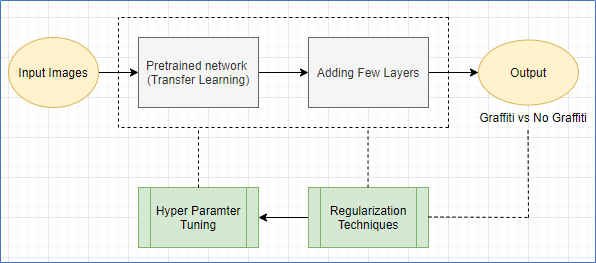 Input Images
Pretrained network
(Transfer Learning)
Adding Few Layers
Output
Graffiti vs No Graffiti
Hyper Paramter
Tuning
Regularization
Techniques